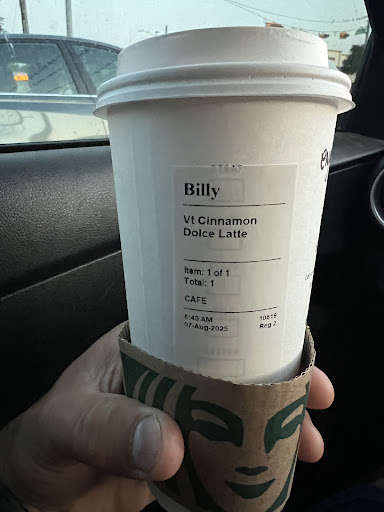 Billy
Vt Cinnamon
Dolce Latte
Item: 1 of 1
Total: 1
CAFE
8:40 AM 10615
07-Aug-2025 Reg 2